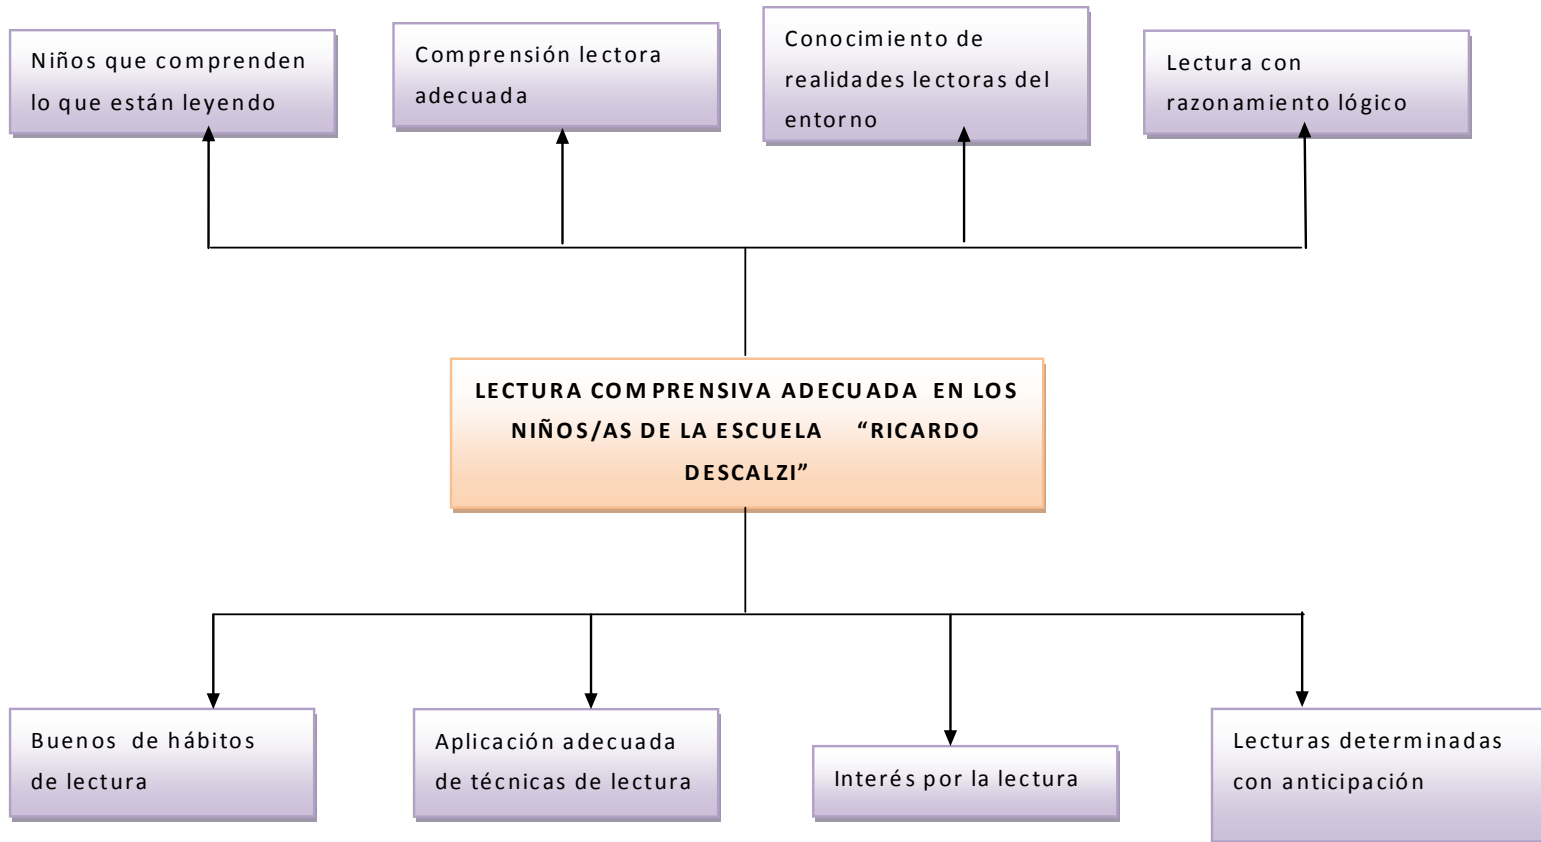 Niños que comprenden
lo que están leyendo
Comprensión lectora
adecuada
Conocimiento de
realidades lectoras del
entorno
Lectura con
razonamiento lógico
LECTURA COMPRENSIVA ADECUADA EN LOS
NIÑOS/AS DE LA ESCUELA “RICARDO
DESCALZI”
Buenos de hábitos
de lectura
Aplicación adecuada
de técnicas de lectura
Interés por la lectura
Lecturas determinadas
con anticipación